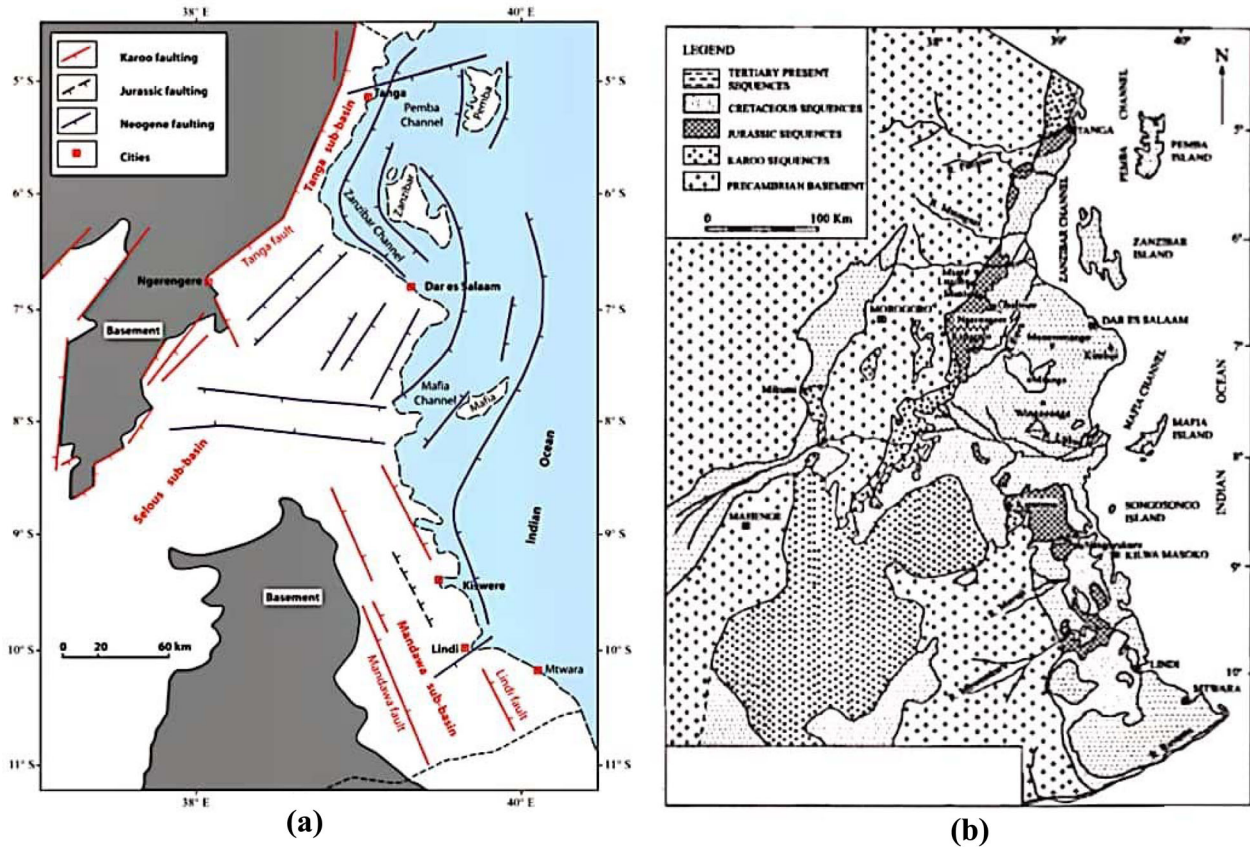 38° E
40° E
Karoo faulting
Jurassic faulting
Neogene faulting
Cities
5° S
6° S
7° S
8° S
9° S
10° S
11° S
Tanga
Tanga sub-basin
Pemba
Channel
Pemba
Zanzibar
Zanzibar Channel
Tanga fault
Ngerengere
Dar es Salaam
Basement
Mafia
Channel
Mafia
Selous sub-basin
Indian Ocean
Kiswere
Basement
0 60 km
Mandawa sub-basin
Mandawa fault
Lindi
Lindi fault
Mtwara
38° E
40° E
(a)
LEGEND
TERTIARY PRESENT
SEQUENCES
CRETACEOUS SEQUENCES
JURASSIC SEQUENCES
KAROO SEQUENCES
PRECAMBRIAN BASEMENT
0 100 Km
38°
39°
40°
N
5°
6°
7°
8°
9°
10°
TANGA
PEMBA CHANNEL
PEMBA
ISLAND
ZANZIBAR CHANNEL
ZANZIBAR
ISLAND
MOROGORO
DAR ES SALAAM
Kimbiji
MAFIA CHANNEL
MAFIA
ISLAND
INDIAN OCEAN
MAHENGE
SONGOSONGO
ISLAND
KILWA MASOKO
LINDI
MTWARA
(b)